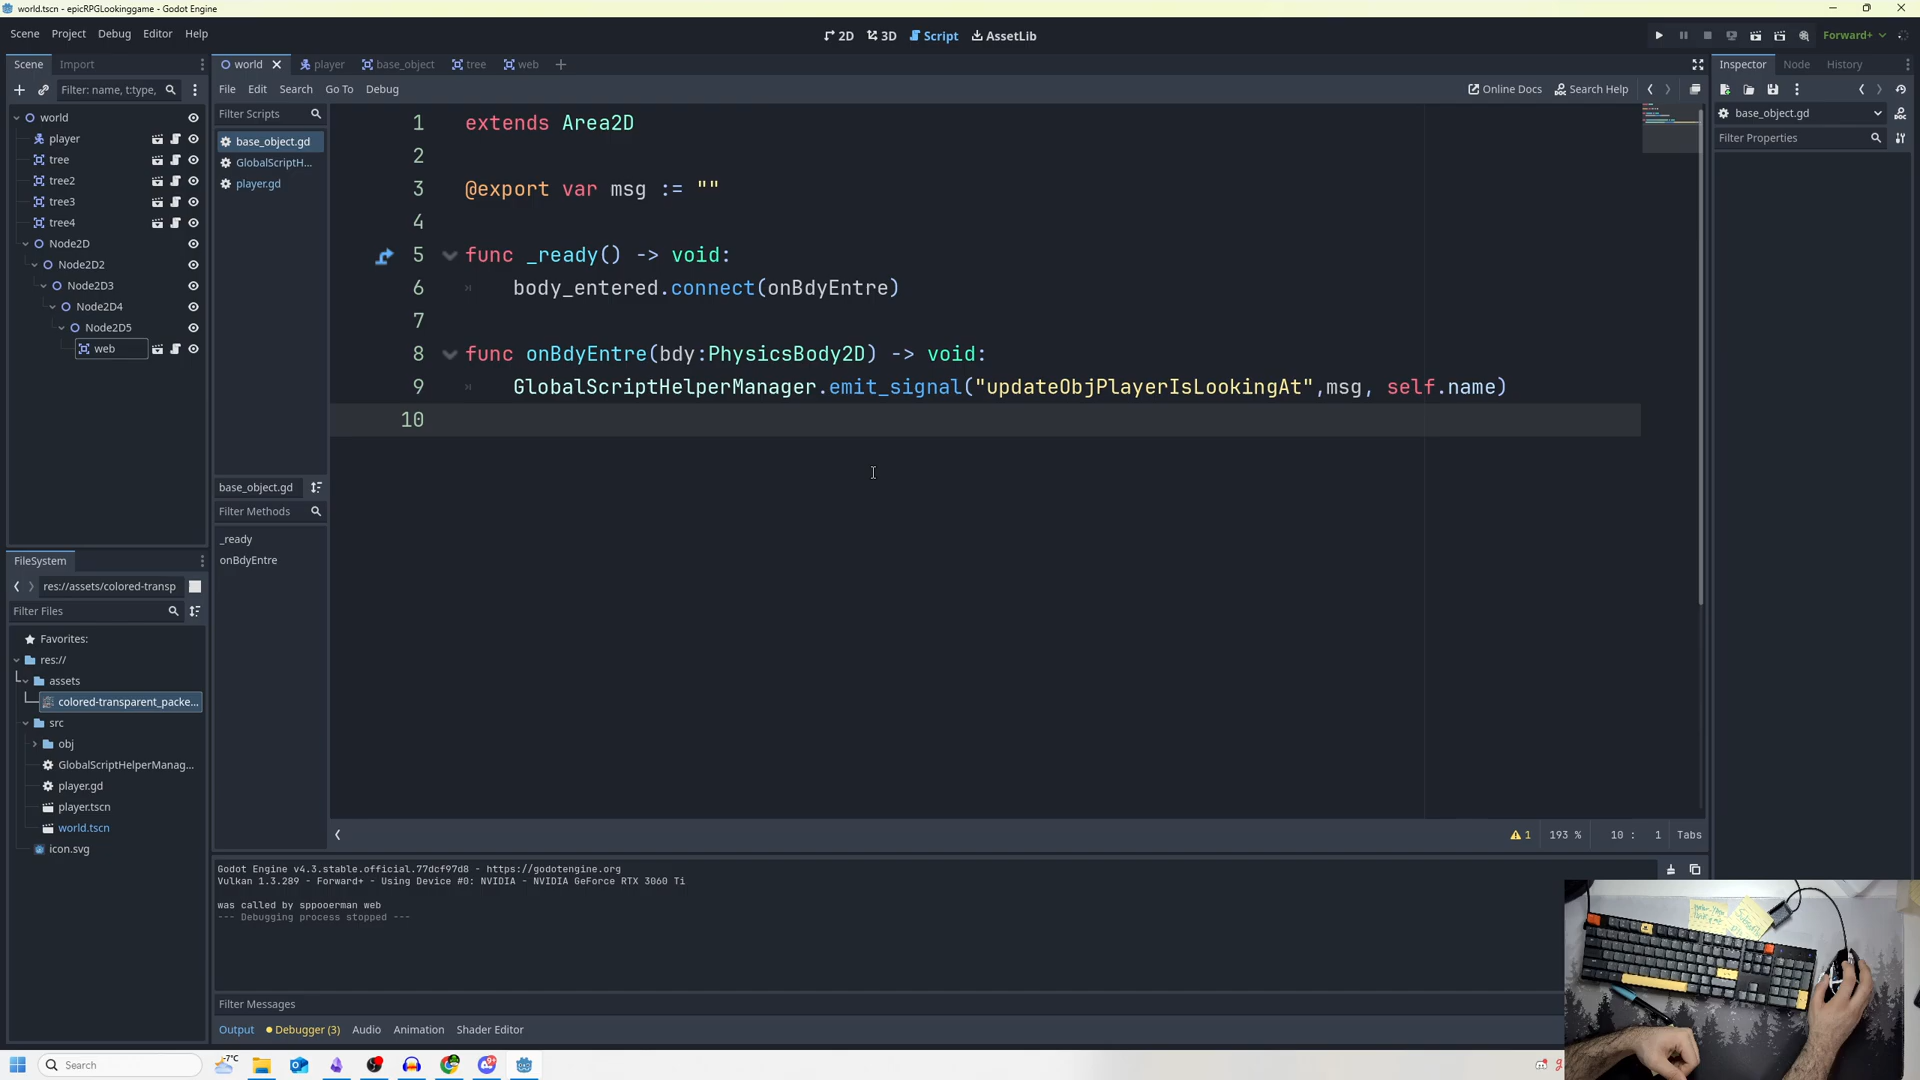 world.tscn - epicRPGLookinggame - Godot Engine
Scene Project Debug Editor Help
2D 3D Script AssetLib
Forward+
Scene Import
world player base_object tree web
Inspector Node History
Filter: name, t:type,
File Edit Search Go To Debug
Online Docs Search Help
Filter Scripts
base_object.gd
GlobalScriptH...
player.gd
world
player
tree
tree2
tree3
tree4
Node2D
Node2D2
Node2D3
Node2D4
Node2D5
web
1 extends Area2D
2
3 @export var msg := ""
4
5 func _ready() -> void:
6 body_entered.connect(onBdyEntre)
7
8 func onBdyEntre(bdy:PhysicsBody2D) -> void:
9 GlobalScriptHelperManager.emit_signal("updateObjPlayerIsLookingAt",msg, self.name)
10
base_object.gd
Filter Properties
base_object.gd
Filter Methods
_ready
onBdyEntre
FileSystem
res://assets/colored-transp
Filter Files
Favorites:
res://
assets
colored-transparent_packe...
src
obj
GlobalScriptHelperManag...
player.gd
player.tscn
world.tscn
icon.svg
1 193 % 10 : 1 Tabs
Godot Engine v4.3.stable.official.77dcf97d8 - https://godotengine.org
Vulkan 1.3.289 - Forward+ - Using Device #0: NVIDIA - NVIDIA GeForce RTX 3060 Ti
was called by sppooerman web
--- Debugging process stopped ---
Filter Messages
Output Debugger (3) Audio Animation Shader Editor
Search
-7°C